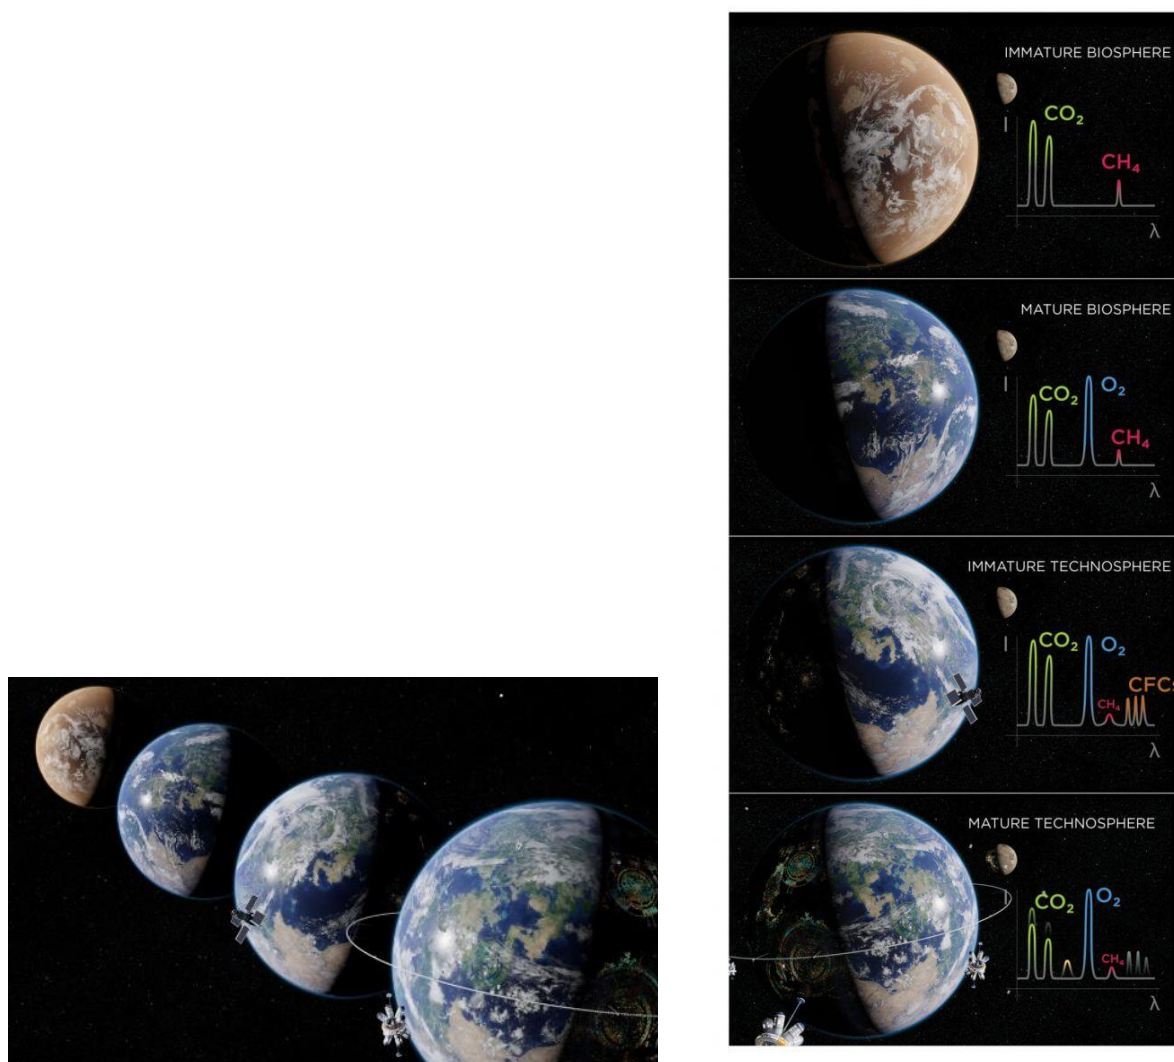 IMMATURE BIOSPHERE
I
CO₂
CH₄
λ
MATURE BIOSPHERE
I
CO₂
O₂
CH₄
λ
IMMATURE TECHNOSPHERE
I
CO₂
O₂
CH₄
CFCs
λ
MATURE TECHNOSPHERE
I
CO₂
O₂
CH₄
λ